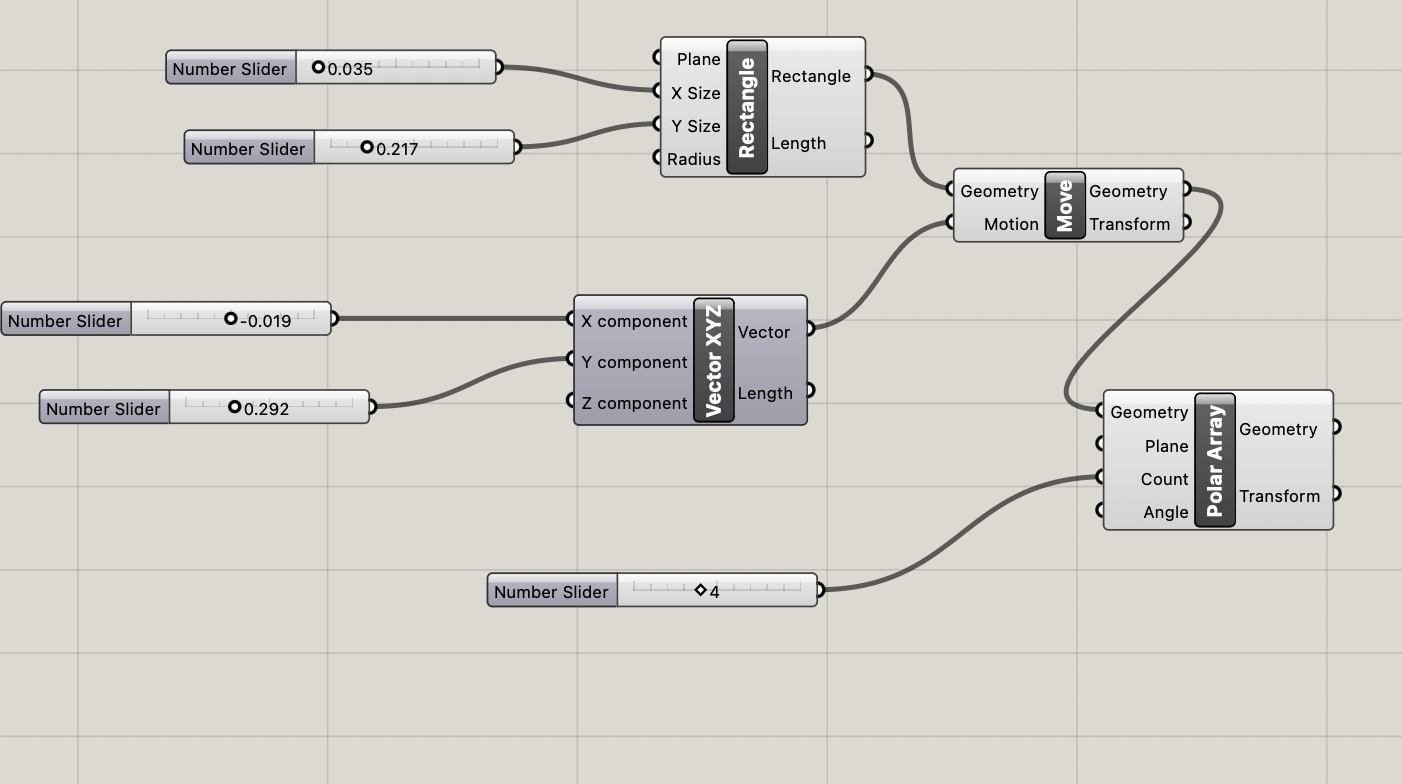 Number Slider 0.035
Number Slider 0.217
Plane
X Size
Y Size
Radius
Rectangle
Rectangle
Length
Geometry
Motion
Move
Geometry
Transform
Number Slider -0.019
Number Slider 0.292
X component
Y component
Z component
Vector XYZ
Vector
Length
Geometry
Plane
Count
Angle
Polar Array
Geometry
Transform
Number Slider 4